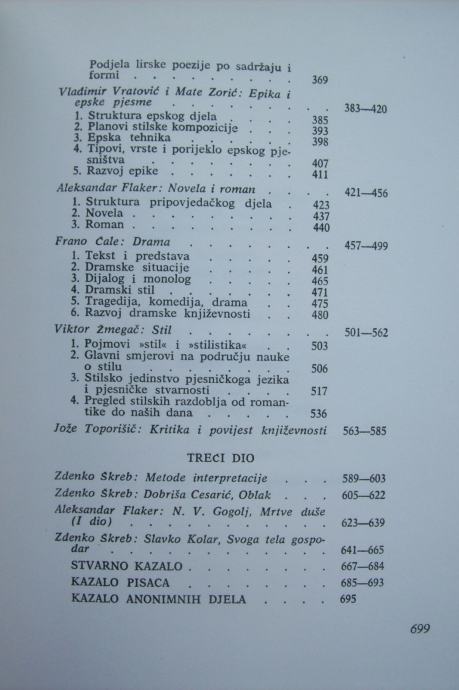 Podjela lirske poezije po sadržaju i
formi . . . . . . . . . 369
Vladimir Vratović i Mate Zorić: Epika i
epske pjesme . . . . . . . . 383—420
1. Struktura epskog djela . . . . 385
2. Planovi stilske kompozicije . . . 393
3. Epska tehnika . . . . . . 398
4. Tipovi, vrste i porijeklo epskog pje-
sništva . . . . . . . 407
5. Razvoj epike . . . . . . 411
Aleksandar Flaker: Novela i roman . . . . 421—456
1. Struktura pripovjedačkog djela . . 423
2. Novela . . . . . . . . 437
3. Roman . . . . . . . . 440
Frano Čale: Drama . . . . . . . 457—499
1. Tekst i predstava . . . . . 459
2. Dramske situacije . . . . . 461
3. Dijalog i monolog . . . . . 465
4. Dramski stil . . . . . . 471
5. Tragedija, komedija, drama . . . 475
6. Razvoj dramske književnosti . . . 480
Viktor Žmegač: Stil . . . . . . . 501—562
1. Pojmovi »stil« i »stilistika« . . . 503
2. Glavni smjerovi na području nauke
o stilu . . . . . . . 506
3. Stilsko jedinstvo pjesničkoga jezika
i pjesničke stvarnosti . . . . 517
4. Pregled stilskih razdoblja od roman-
tike do naših dana . . . . . 536
Jože Toporišič: Kritika i povijest književnosti 563—585
TREĆI DIO
Zdenko Škreb: Metode interpretacije . . . 589—603
Zdenko Škreb: Dobriša Cesarić, Oblak . . . 605—622
Aleksandar Flaker: N. V. Gogolj, Mrtve duše
(I dio) . . . . . . . . . 623—639
Zdenko Škreb: Slavko Kolar, Svoga tela gospo-
dar . . . . . . . . . . 641—665
STVARNO KAZALO . . . . . . . 667—684
KAZALO PISACA . . . . . . . 685—693
KAZALO ANONIMNIH DJELA . . . . 695
699